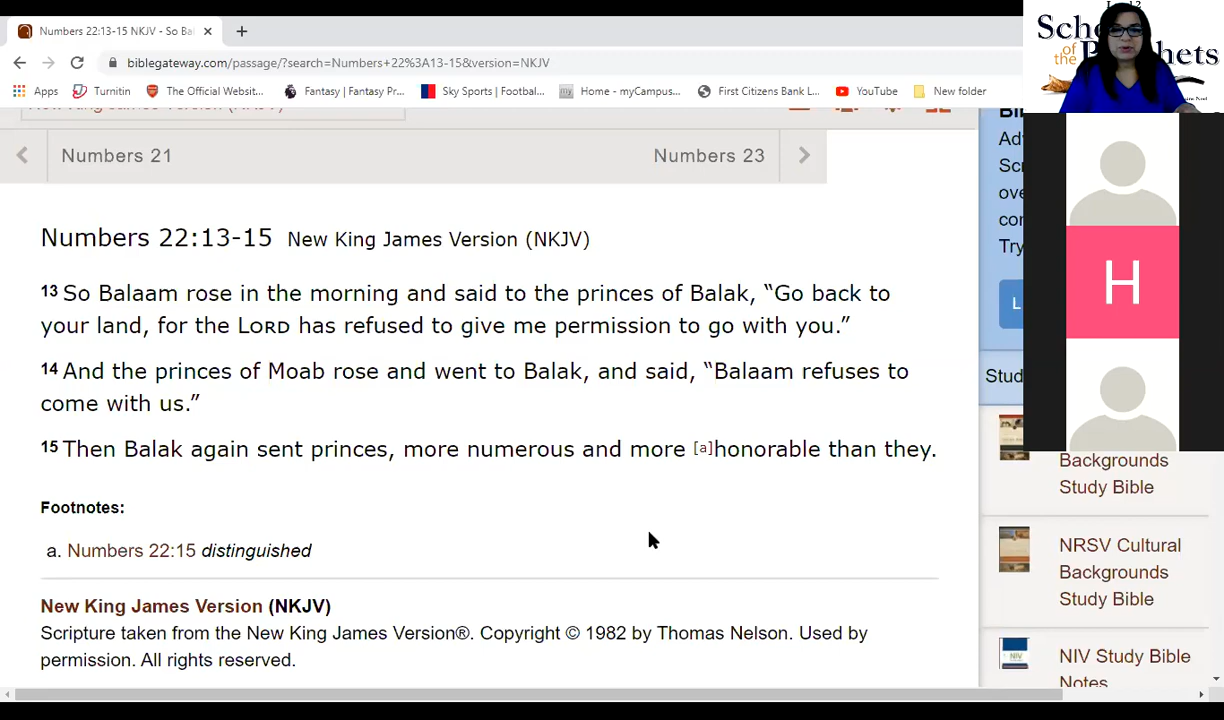 Numbers 22:13-15 NKJV - So Bal
biblegateway.com/passage/?search=Numbers+22%3A13-15&version=NKJV
Apps Turnitin The Official Websit... Fantasy | Fantasy Pr... Sky Sports | Footbal... Home - myCampus... First Citizens Bank L... YouTube New folder
Numbers 21 Numbers 23
Numbers 22:13-15 New King James Version (NKJV)
13 So Balaam rose in the morning and said to the princes of Balak, “Go back to
your land, for the LORD has refused to give me permission to go with you.”
14 And the princes of Moab rose and went to Balak, and said, “Balaam refuses to
come with us.”
15 Then Balak again sent princes, more numerous and more [a]honorable than they.
Footnotes:
a. Numbers 22:15 distinguished
New King James Version (NKJV)
Scripture taken from the New King James Version®. Copyright © 1982 by Thomas Nelson. Used by
permission. All rights reserved.
of the
H
L
Stud
Backgrounds
Study Bible
NRSV Cultural
Backgrounds
Study Bible
NIV Study Bible
Notes